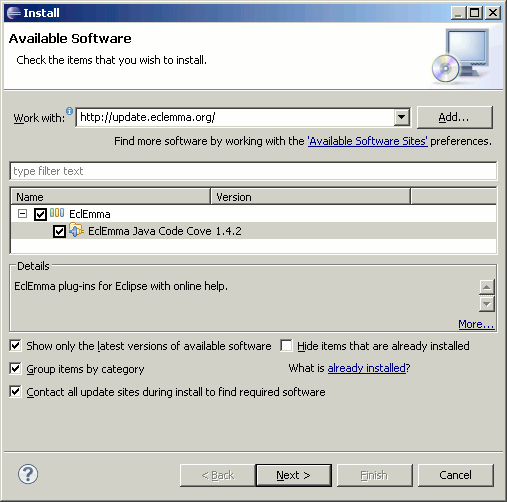 Install
Available Software
Check the items that you wish to install.
Work with: http://update.eclemma.org/ Add...
Find more software by working with the 'Available Software Sites' preferences.
type filter text
Name Version
EclEmma
EclEmma Java Code Cove 1.4.2
Details
EclEmma plug-ins for Eclipse with online help.
More...
Show only the latest versions of available software Hide items that are already installed
Group items by category What is already installed?
Contact all update sites during install to find required software
? < Back Next > Finish Cancel